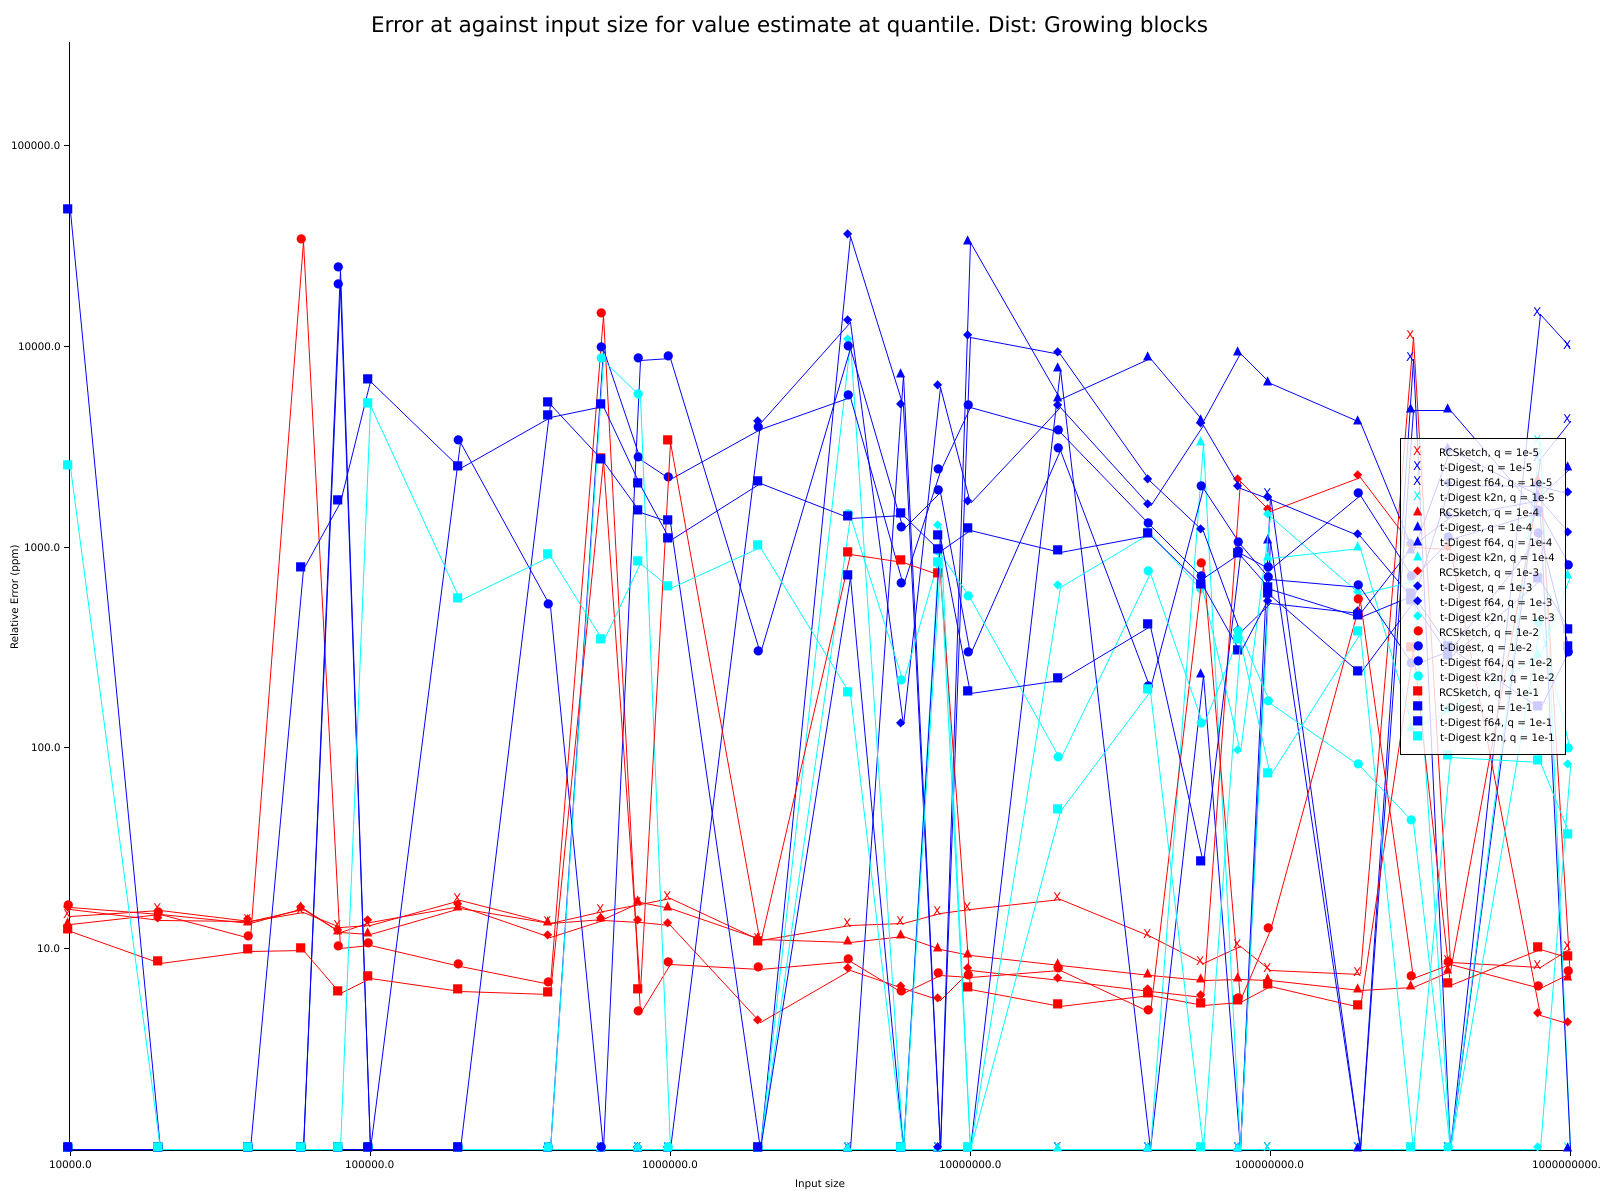 Error at against input size for value estimate at quantile. Dist: Growing blocks
100000.0
10000.0
1000.0
100.0
10.0
Relative Error (ppm)
RCSketch, q = 1e-5
t-Digest, q = 1e-5
t-Digest f64, q = 1e-5
t-Digest k2n, q = 1e-5
RCSketch, q = 1e-4
t-Digest, q = 1e-4
t-Digest f64, q = 1e-4
t-Digest k2n, q = 1e-4
RCSketch, q = 1e-3
t-Digest, q = 1e-3
t-Digest f64, q = 1e-3
t-Digest k2n, q = 1e-3
RCSketch, q = 1e-2
t-Digest, q = 1e-2
t-Digest f64, q = 1e-2
t-Digest k2n, q = 1e-2
RCSketch, q = 1e-1
t-Digest, q = 1e-1
t-Digest f64, q = 1e-1
t-Digest k2n, q = 1e-1
10000.0 100000.0 1000000.0 10000000.0 100000000.0 1000000000.
Input size